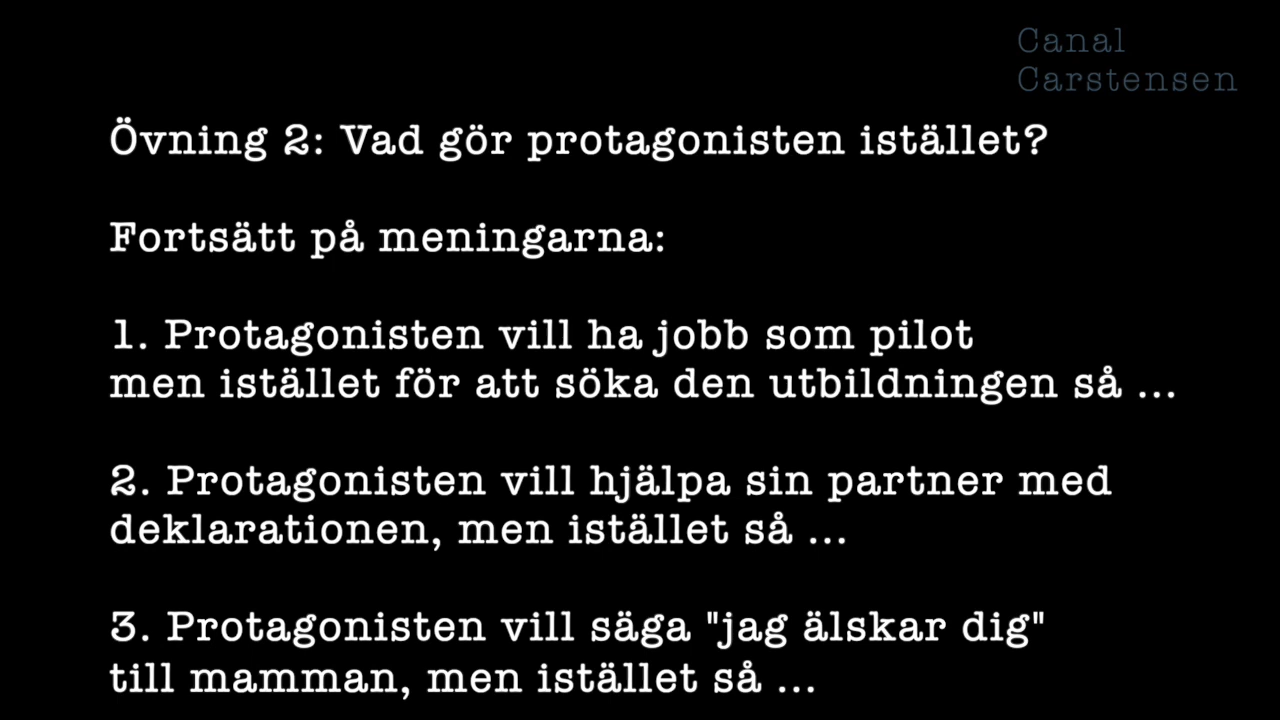 Canal
Carstensen
Övning 2: Vad gör protagonisten istället?
Fortsätt på meningarna:
1. Protagonisten vill ha jobb som pilot
men istället för att söka den utbildningen så ...
2. Protagonisten vill hjälpa sin partner med
deklarationen, men istället så ...
3. Protagonisten vill säga "jag älskar dig"
till mamman, men istället så ...